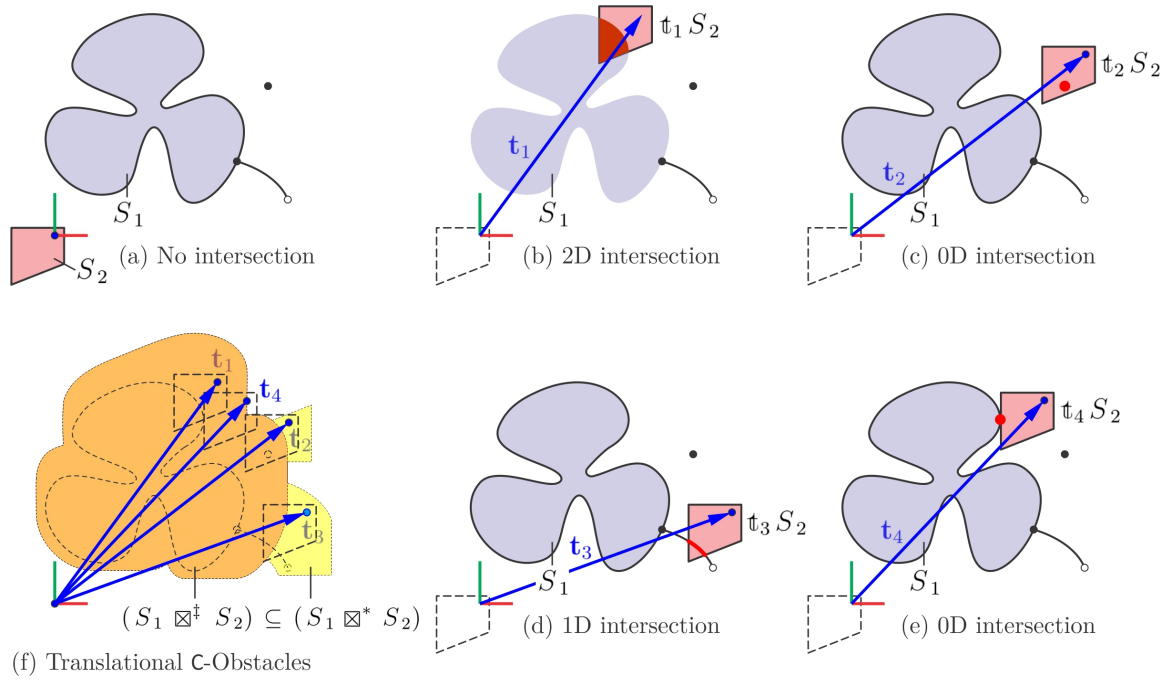 S₁
S₂
(a) No intersection
t₁
𝕥₁ S₂
S₁
(b) 2D intersection
t₂
𝕥₂ S₂
S₁
(c) 0D intersection
t₁
t₄
t₂
t₃
( S₁ ⊠‡ S₂) ⊆ ( S₁ ⊠* S₂)
(f) Translational C-Obstacles
t₃
𝕥₃ S₂
S₁
(d) 1D intersection
t₄
𝕥₄ S₂
S₁
(e) 0D intersection